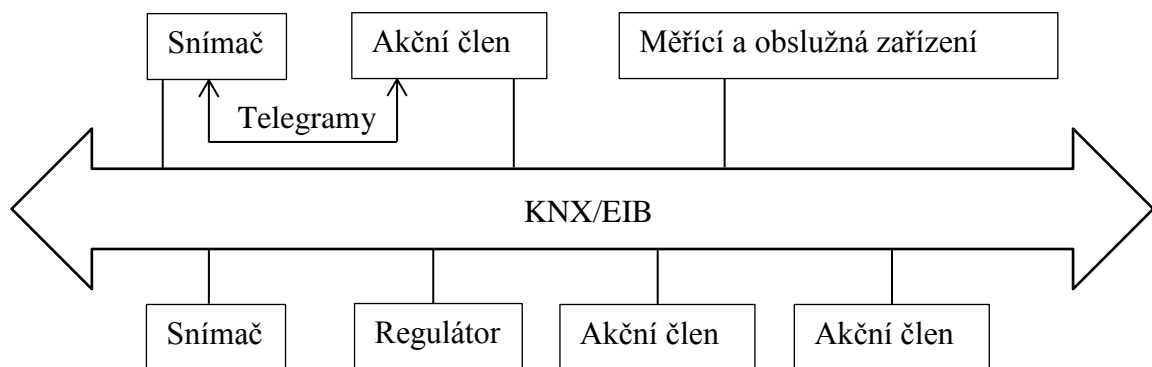 Snímač
Akční člen
Měřící a obslužná zařízení
Telegramy
KNX/EIB
Snímač
Regulátor
Akční člen
Akční člen